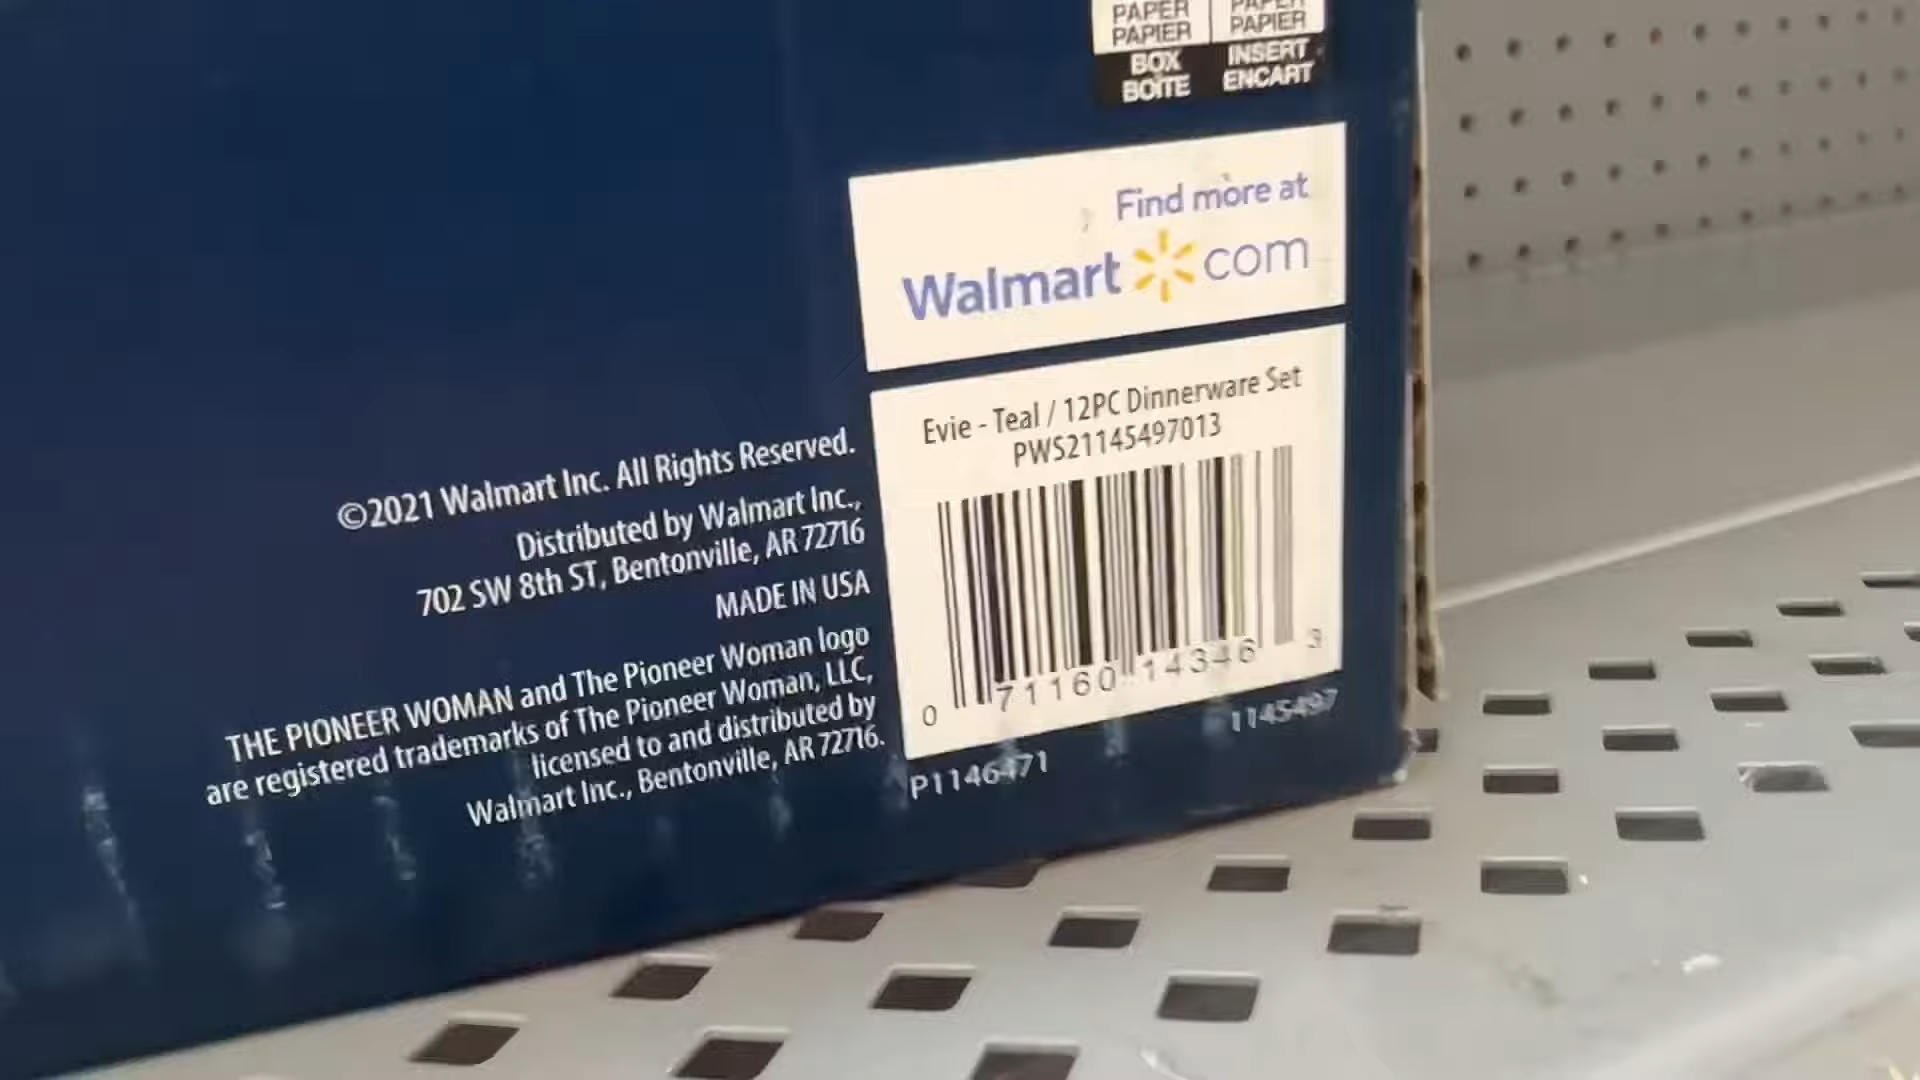 PAPER PAPER
PAPIER PAPIER
BOX INSERT
BOÎTE ENCART
Find more at
Walmart com
Evie - Teal / 12PC Dinnerware Set
PWS21145497013
0 71160 14346 3
P1146471 1145497
©2021 Walmart Inc. All Rights Reserved.
Distributed by Walmart Inc.,
702 SW 8th ST, Bentonville, AR 72716
MADE IN USA
THE PIONEER WOMAN and The Pioneer Woman logo
are registered trademarks of The Pioneer Woman, LLC,
licensed to and distributed by
Walmart Inc., Bentonville, AR 72716.